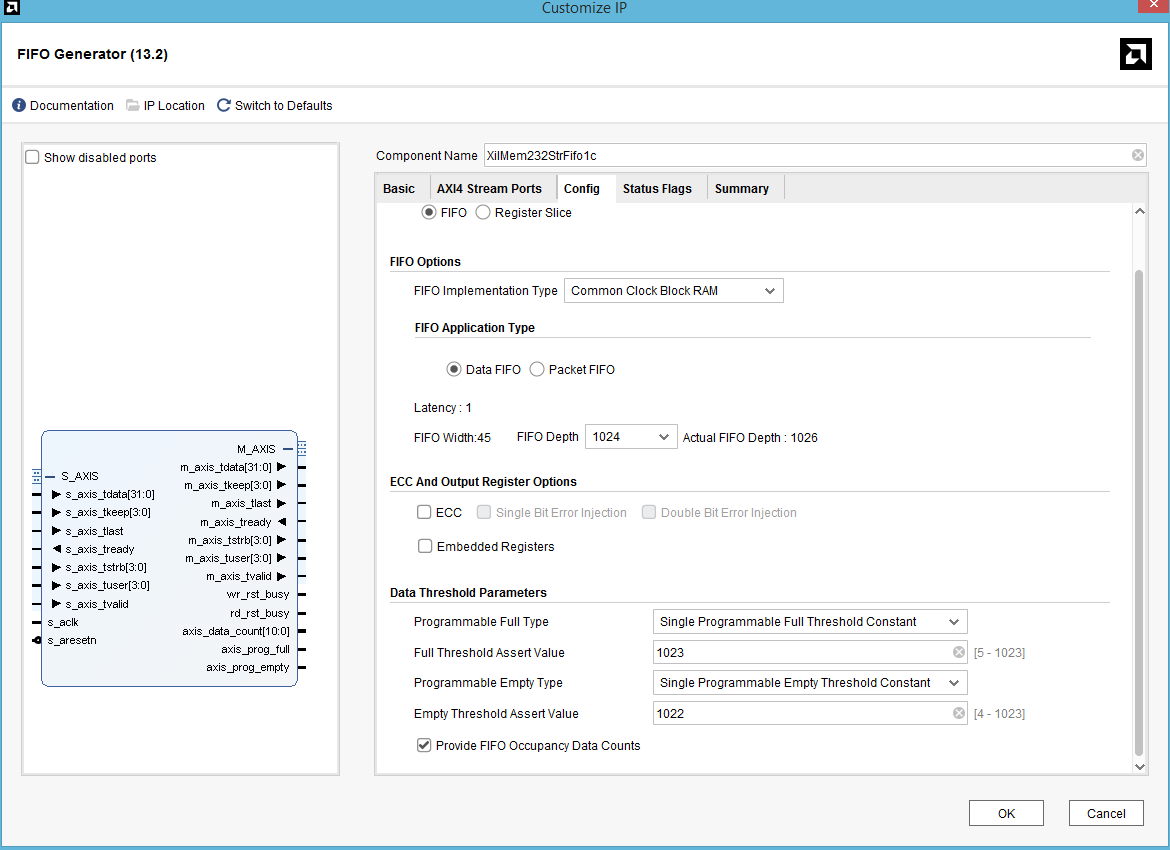 Customize IP
FIFO Generator (13.2)
Documentation IP Location Switch to Defaults
Show disabled ports
M_AXIS
S_AXIS
m_axis_tdata[31:0]
s_axis_tdata[31:0]
m_axis_tkeep[3:0]
s_axis_tkeep[3:0]
m_axis_tlast
s_axis_tlast
m_axis_tready
s_axis_tready
m_axis_tstrb[3:0]
s_axis_tstrb[3:0]
m_axis_tuser[3:0]
s_axis_tuser[3:0]
m_axis_tvalid
s_axis_tvalid
wr_rst_busy
s_aclk
rd_rst_busy
s_aresetn
axis_data_count[10:0]
axis_prog_full
axis_prog_empty
Component Name XilMem232StrFifo1c
Basic AXI4 Stream Ports Config Status Flags Summary
FIFO Register Slice
FIFO Options
FIFO Implementation Type Common Clock Block RAM
FIFO Application Type
Data FIFO Packet FIFO
Latency : 1
FIFO Width:45 FIFO Depth 1024 Actual FIFO Depth : 1026
ECC And Output Register Options
ECC Single Bit Error Injection Double Bit Error Injection
Embedded Registers
Data Threshold Parameters
Programmable Full Type Single Programmable Full Threshold Constant
Full Threshold Assert Value 1023 [5 - 1023]
Programmable Empty Type Single Programmable Empty Threshold Constant
Empty Threshold Assert Value 1022 [4 - 1023]
Provide FIFO Occupancy Data Counts
OK Cancel